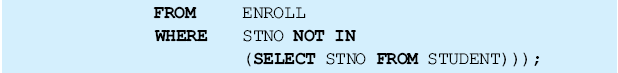 FROM ENROLL
WHERE STNO NOT IN
(SELECT STNO FROM STUDENT)));